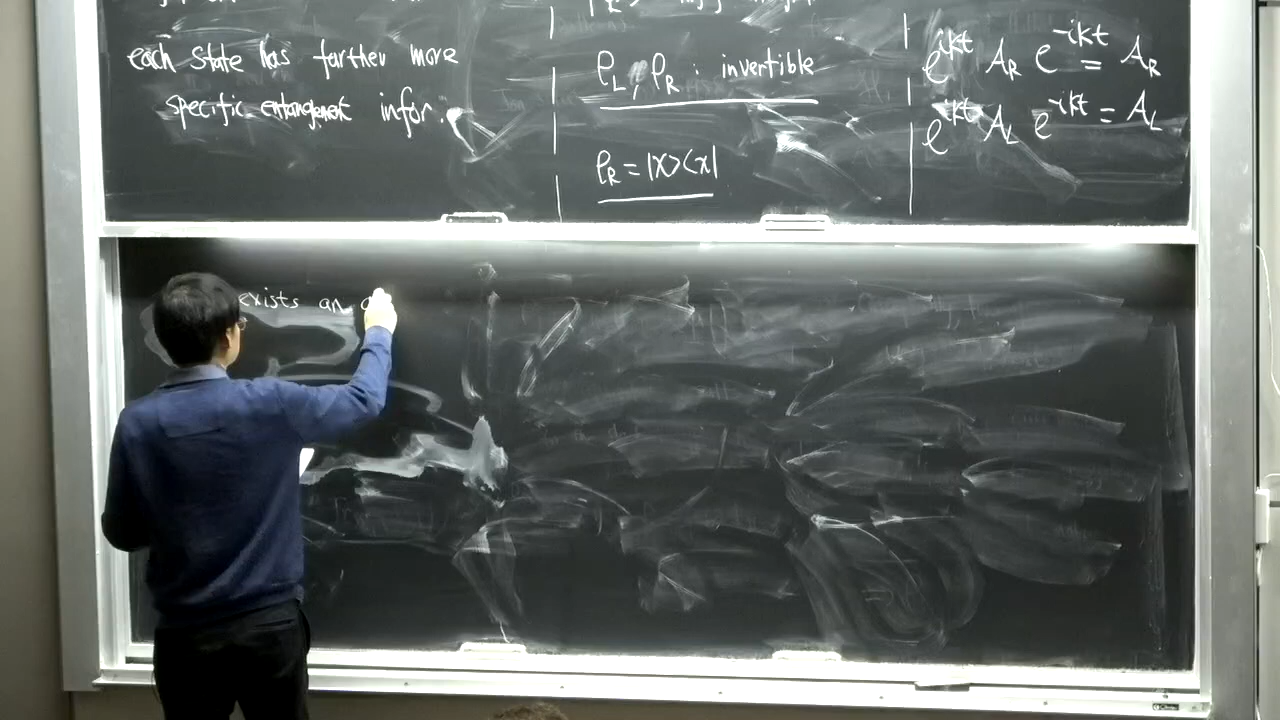 each state has farther more
specific entanglement infor.
ρ_L, ρ_R : invertible
ρ_R = |X><X|
e^{ikt} A_R e^{-ikt} = A_R
e^{ikt} A_L e^{-ikt} = A_L
exists an